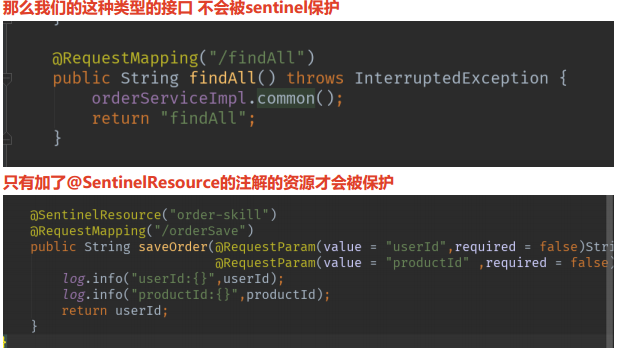 那么我们的这种类型的接口 不会被sentinel保护
}
@RequestMapping("/findAll")
public String findAll() throws InterruptedException {
orderServiceImpl.common();
return "findAll";
}
只有加了@SentinelResource的注解的资源才会被保护
@SentinelResource("order-skill")
@RequestMapping("/orderSave")
public String saveOrder(@RequestParam(value = "userId",required = false)Stri
@RequestParam(value = "productId" ,required = false)
log.info("userId:{}",userId);
log.info("productId:{}",productId);
return userId;
}